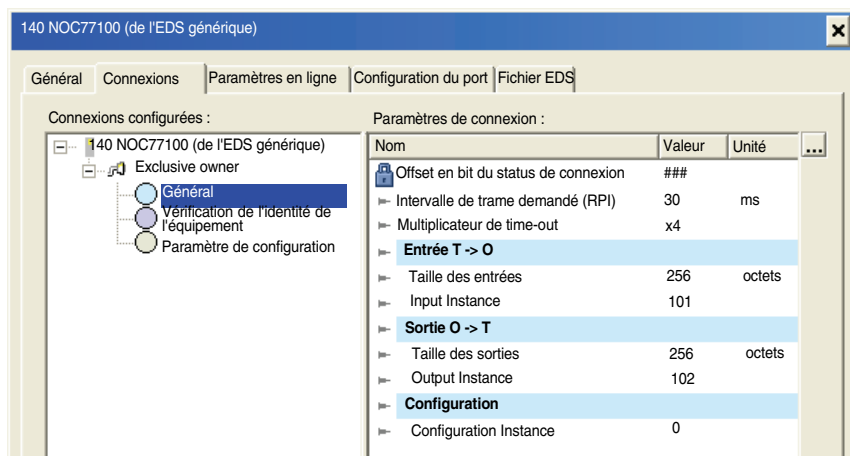 140 NOC77100 (de l'EDS générique)
Général Connexions Paramètres en ligne Configuration du port Fichier EDS
Connexions configurées :
140 NOC77100 (de l'EDS générique)
Exclusive owner
Général
Vérification de l'identité de
l'équipement
Paramètre de configuration
Paramètres de connexion :
Nom Valeur Unité ...
Offset en bit du status de connexion ###
Intervalle de trame demandé (RPI) 30 ms
Multiplicateur de time-out x4
Entrée T -> O
Taille des entrées 256 octets
Input Instance 101
Sortie O -> T
Taille des sorties 256 octets
Output Instance 102
Configuration
Configuration Instance 0